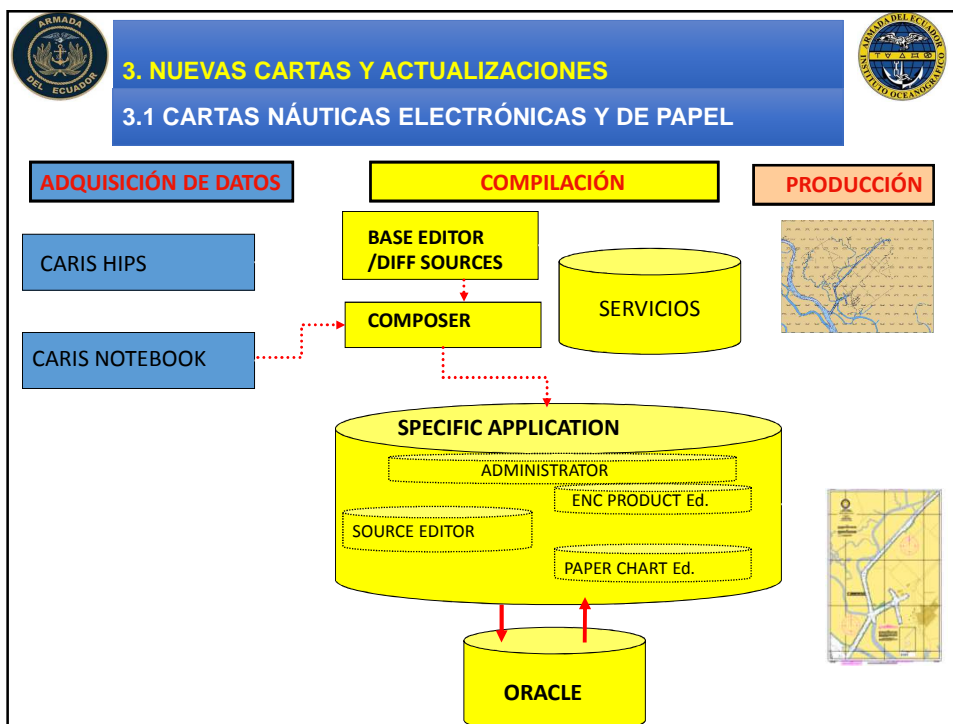 ARMADA
DEL ECUADOR
ARMADA DEL ECUADOR
INSTITUTO OCEANOGRAFICO
3. NUEVAS CARTAS Y ACTUALIZACIONES
3.1 CARTAS NÁUTICAS ELECTRÓNICAS Y DE PAPEL
ADQUISICIÓN DE DATOS
COMPILACIÓN
PRODUCCIÓN
CARIS HIPS
BASE EDITOR
/DIFF SOURCES
SERVICIOS
COMPOSER
CARIS NOTEBOOK
SPECIFIC APPLICATION
ADMINISTRATOR
ENC PRODUCT Ed.
SOURCE EDITOR
PAPER CHART Ed.
ORACLE